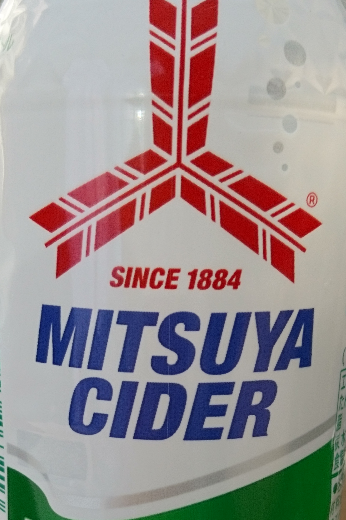 ®
SINCE 1884
MITSUYA
CIDER